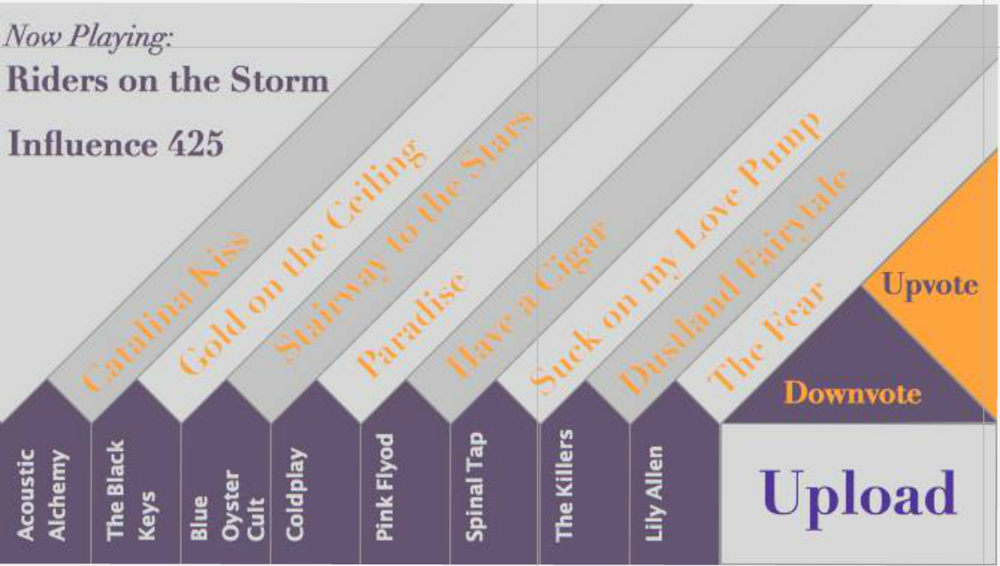 Now Playing:
Riders on the Storm
Influence 425
Catalina Kiss
Gold on the Ceiling
Stairway to the Stars
Paradise
Have a Cigar
Suck on my Love Pump
Dustland Fairytale
The Fear
Upvote
Downvote
Acoustic
Alchemy
The Black
Keys
Blue
Oyster
Cult
Coldplay
Pink Flyod
Spinal Tap
The Killers
Lily Allen
Upload